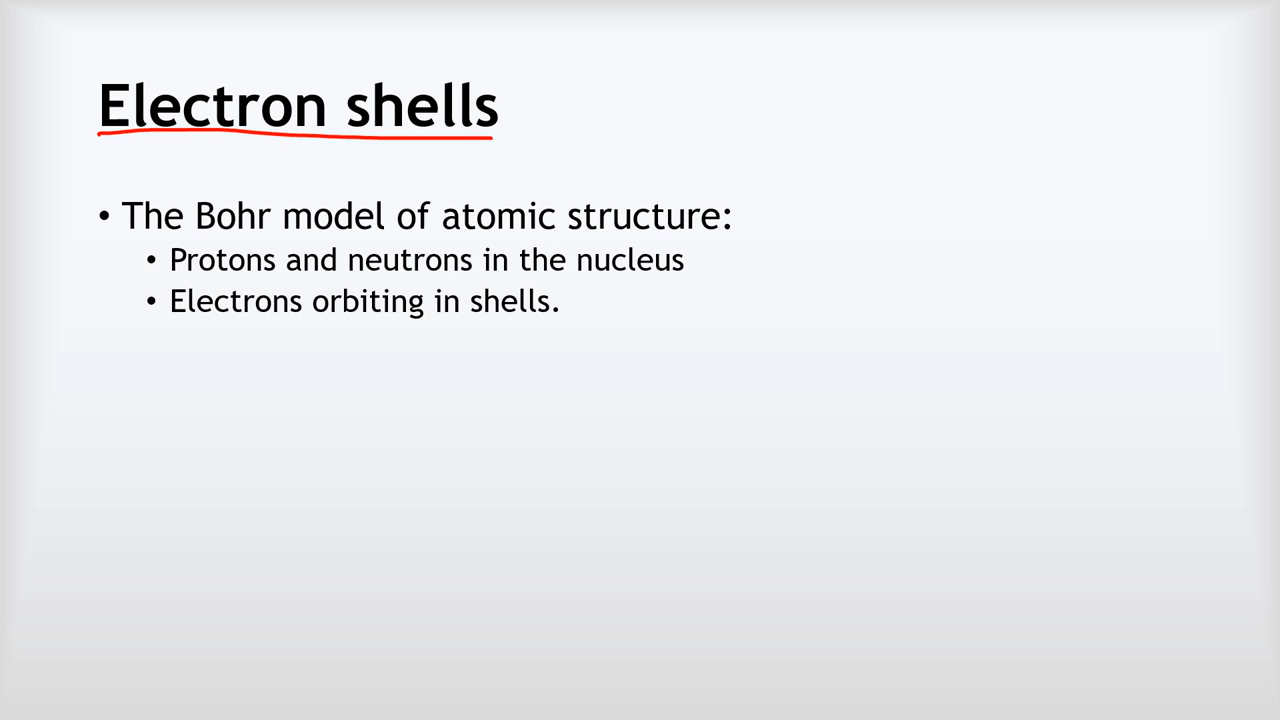 Electron shells
• The Bohr model of atomic structure:
• Protons and neutrons in the nucleus
• Electrons orbiting in shells.